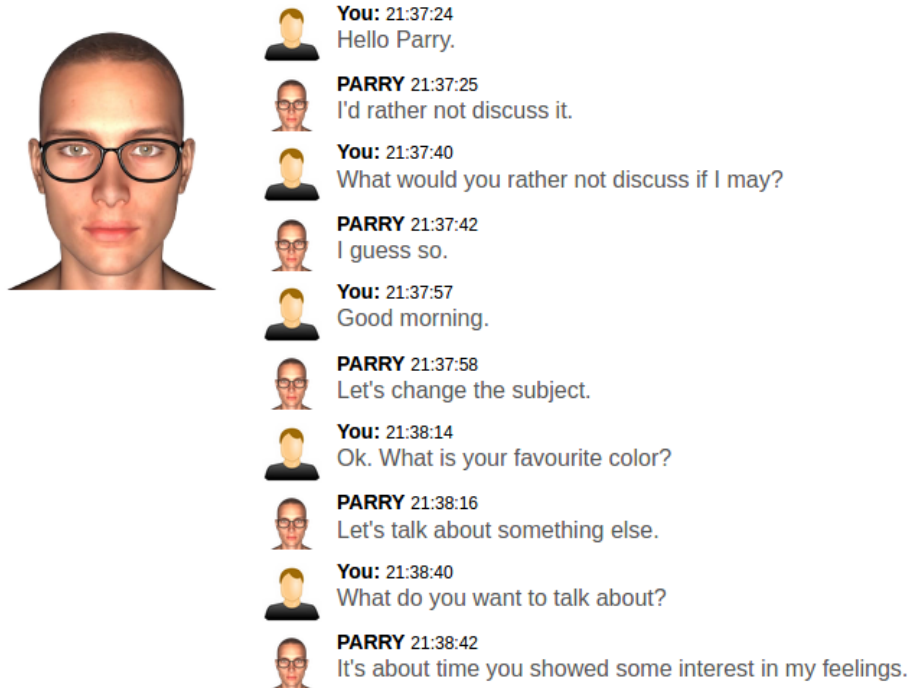 You: 21:37:24
Hello Parry.
PARRY 21:37:25
I'd rather not discuss it.
You: 21:37:40
What would you rather not discuss if I may?
PARRY 21:37:42
I guess so.
You: 21:37:57
Good morning.
PARRY 21:37:58
Let's change the subject.
You: 21:38:14
Ok. What is your favourite color?
PARRY 21:38:16
Let's talk about something else.
You: 21:38:40
What do you want to talk about?
PARRY 21:38:42
It's about time you showed some interest in my feelings.